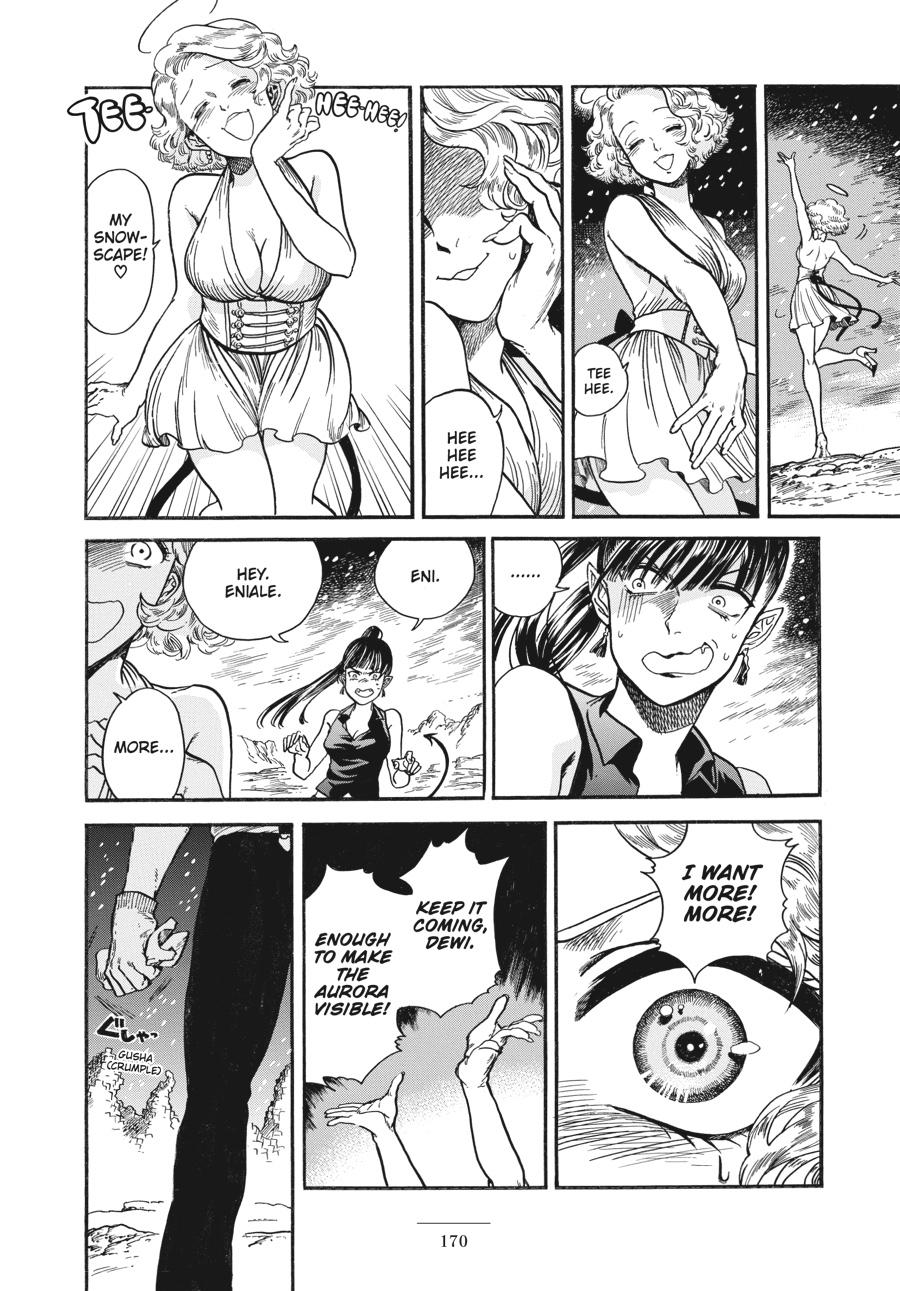 TEE
HEE.
HEE
HEE
HEE...
TEE-
HEE-HEE!
MY
SNOW-
SCAPE!
♡
......
ENI.
HEY.
ENIALE.
MORE...
I WANT
MORE!
MORE!
KEEP IT
COMING,
DEWI.
ENOUGH
TO MAKE
THE
AURORA
VISIBLE!
ぐしゃっ
GUSHA
(CRUMPLE)
170